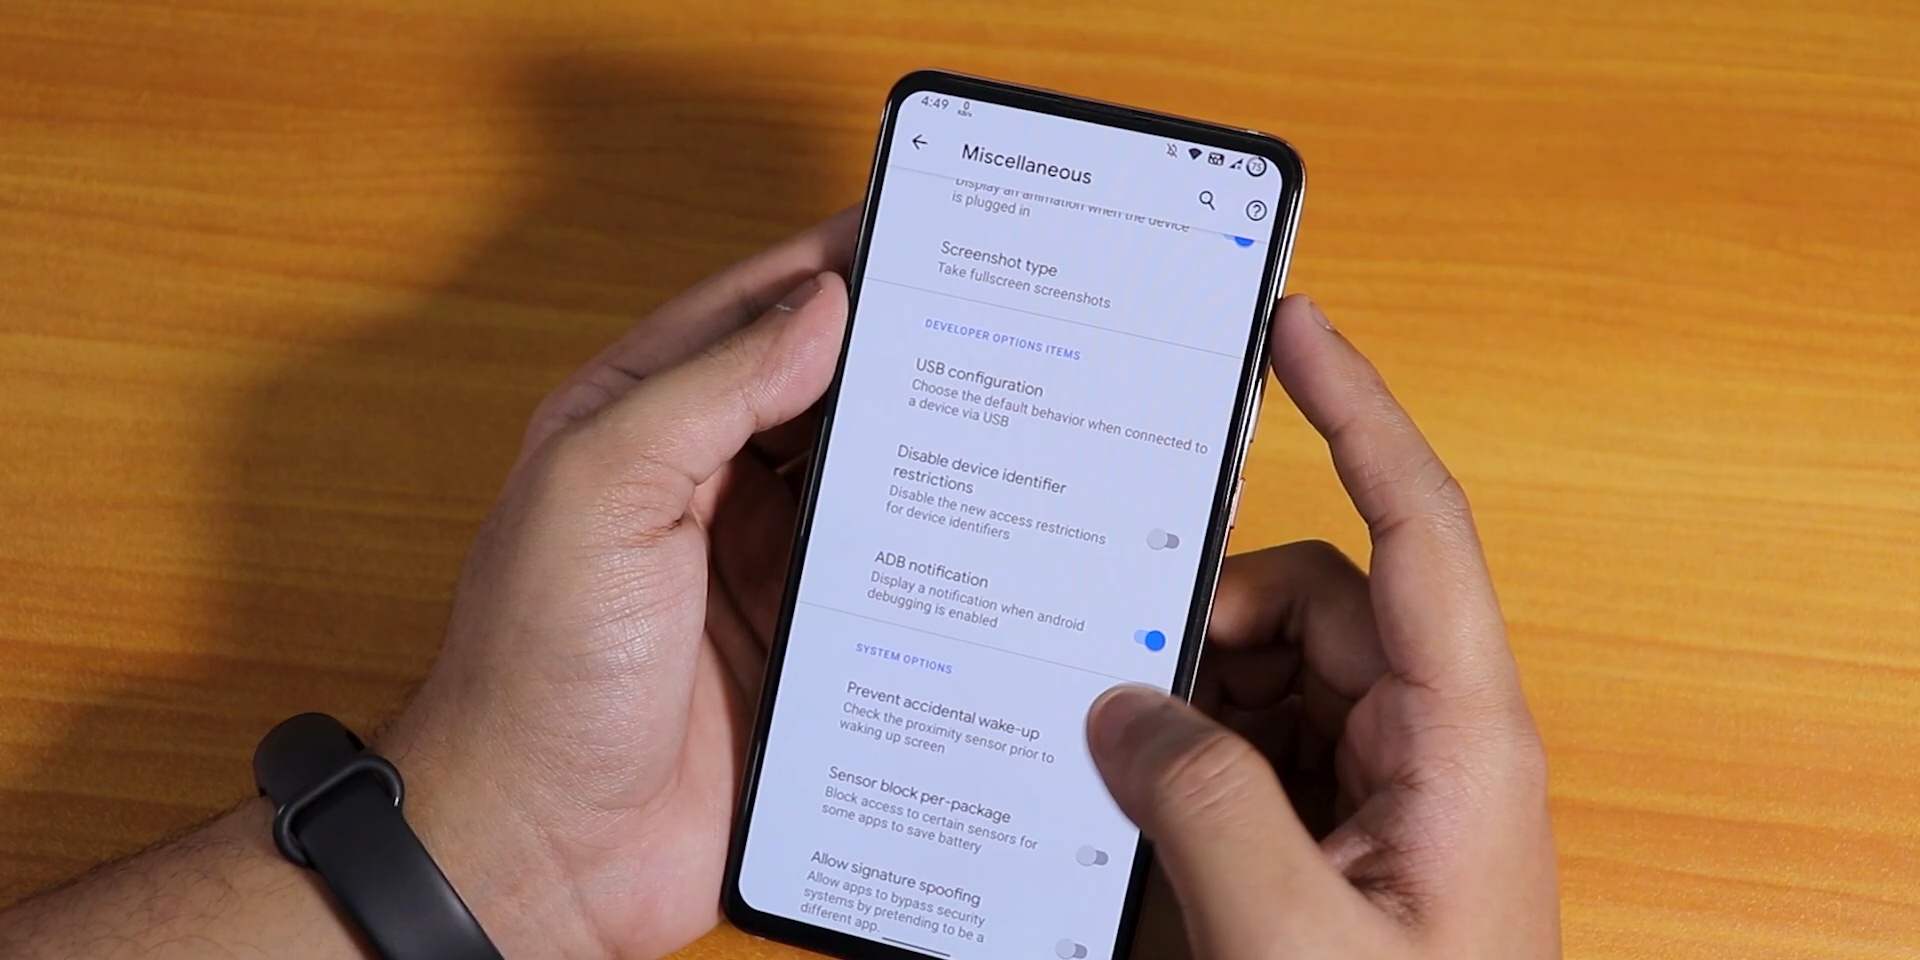 4:49
0
KB/s
75
Miscellaneous
Display an animation when the device
is plugged in
Screenshot type
Take fullscreen screenshots
DEVELOPER OPTIONS ITEMS
USB configuration
Choose the default behavior when connected to
a device via USB
Disable device identifier
restrictions
Disable the new access restrictions
for device identifiers
ADB notification
Display a notification when android
debugging is enabled
SYSTEM OPTIONS
Prevent accidental wake-up
Check the proximity sensor prior to
waking up screen
Sensor block per-package
Block access to certain sensors for
some apps to save battery
Allow signature spoofing
Allow apps to bypass security
systems by pretending to be a
different app.